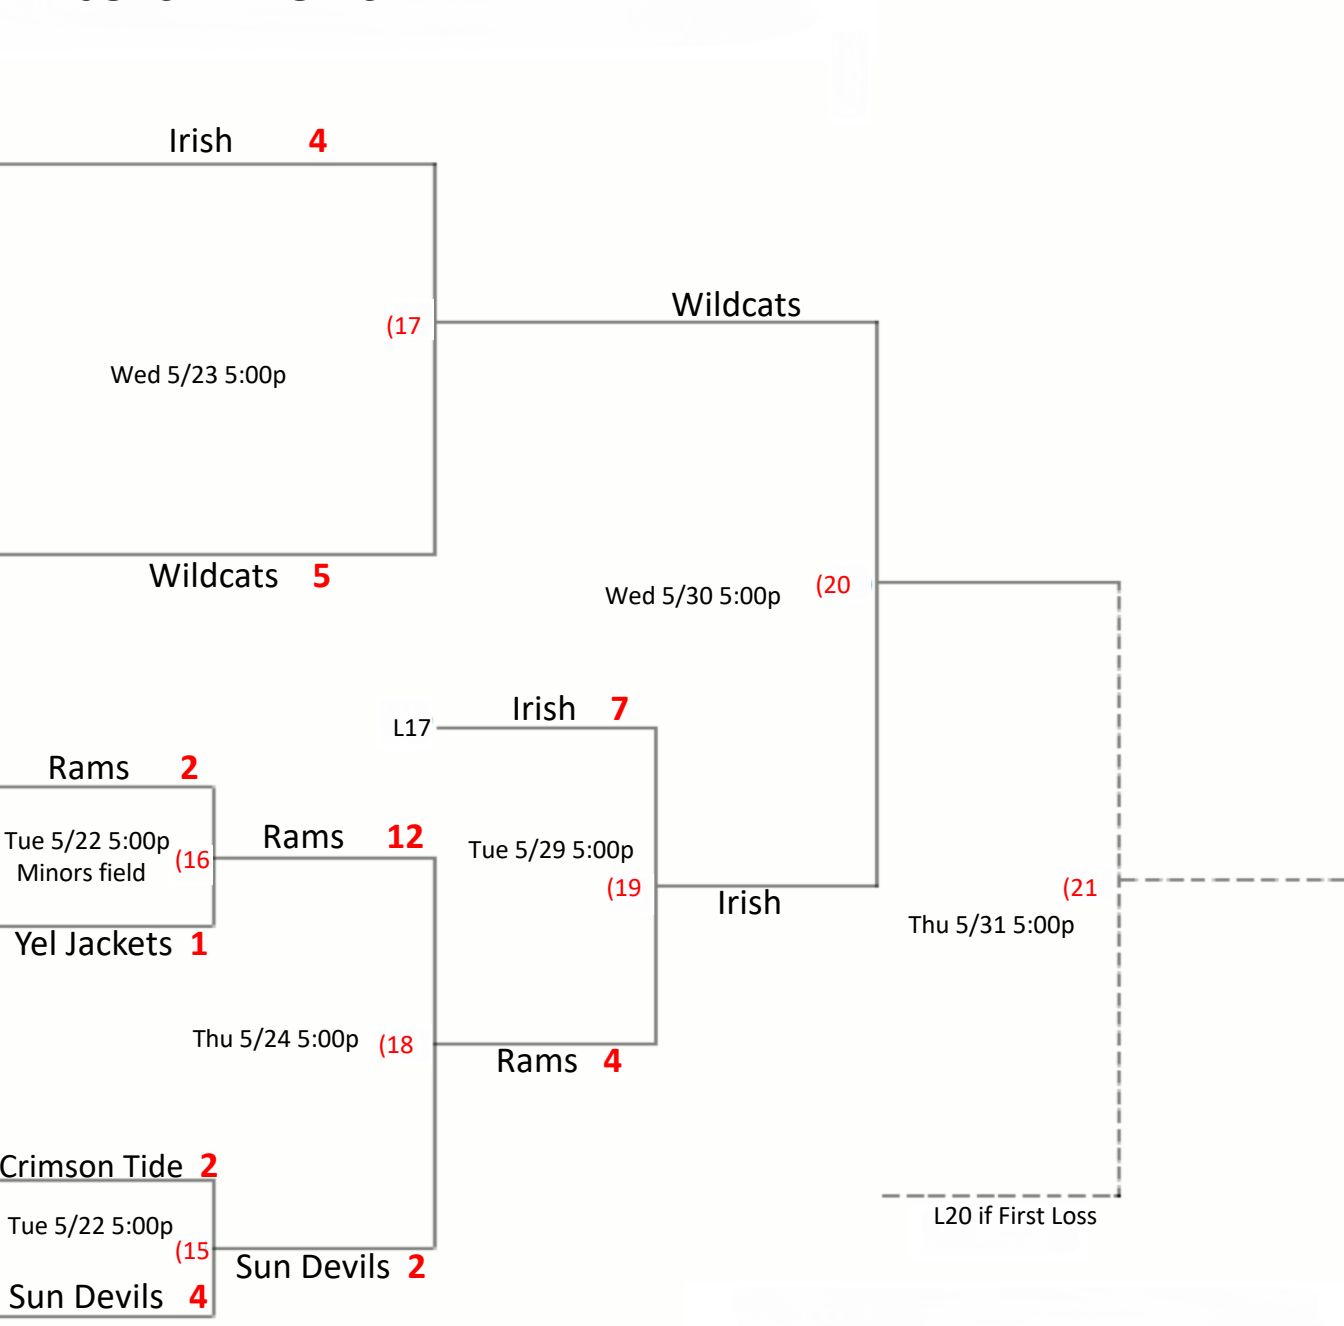 Irish 4
Wildcats
(17
Wed 5/23 5:00p
Wildcats 5
Wed 5/30 5:00p (20
Irish 7
L17
Rams 2
Tue 5/22 5:00p
Minors field
(16
Rams 12
Tue 5/29 5:00p
(19
Irish
(21
Thu 5/31 5:00p
Yel Jackets 1
Thu 5/24 5:00p (18
Rams 4
Crimson Tide 2
Tue 5/22 5:00p
(15
L20 if First Loss
Sun Devils 2
Sun Devils 4